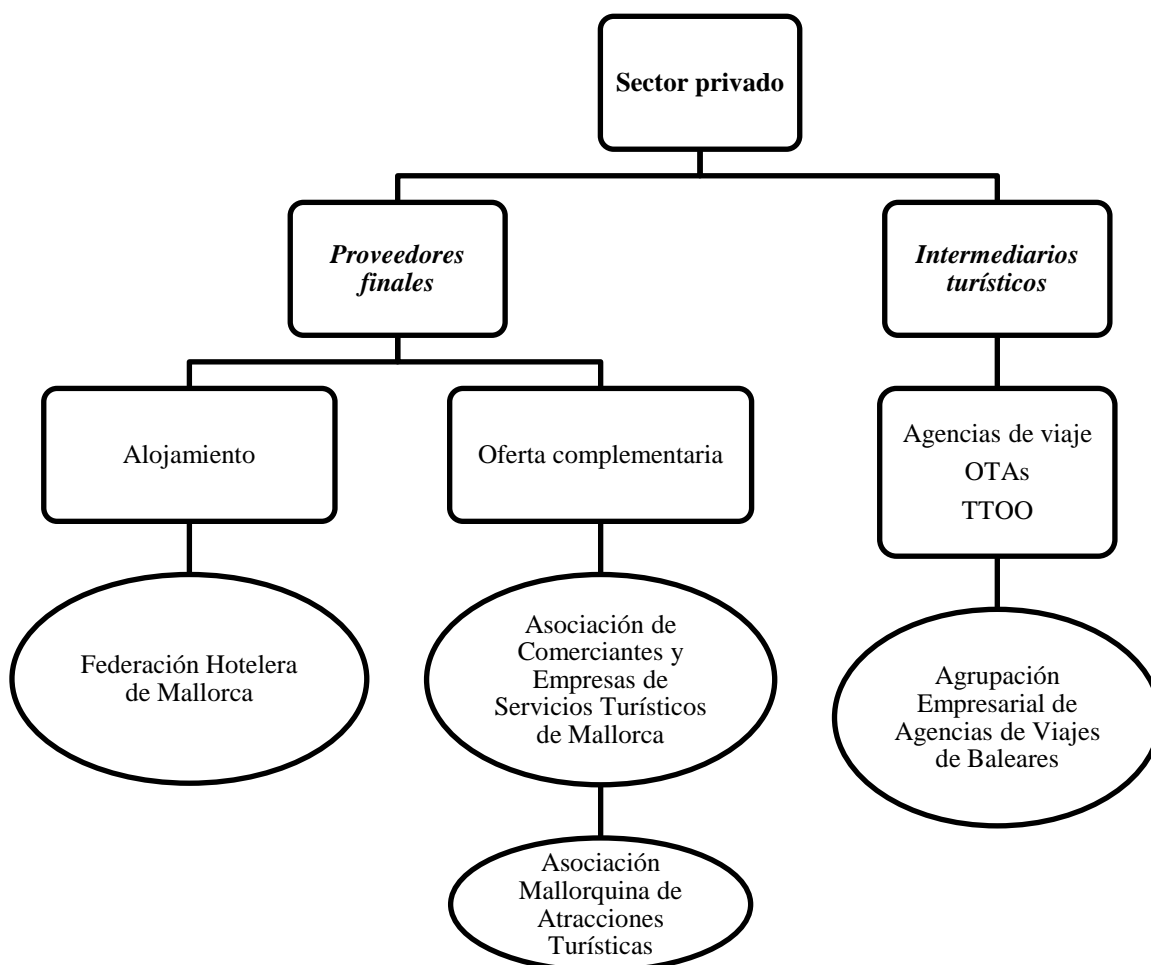 Sector privado
Proveedores
finales
Intermediarios
turísticos
Alojamiento
Oferta complementaria
Agencias de viaje
OTAs
TTOO
Federación Hotelera
de Mallorca
Asociación de
Comerciantes y
Empresas de
Servicios Turísticos
de Mallorca
Agrupación
Empresarial de
Agencias de Viajes
de Baleares
Asociación
Mallorquina de
Atracciones
Turísticas